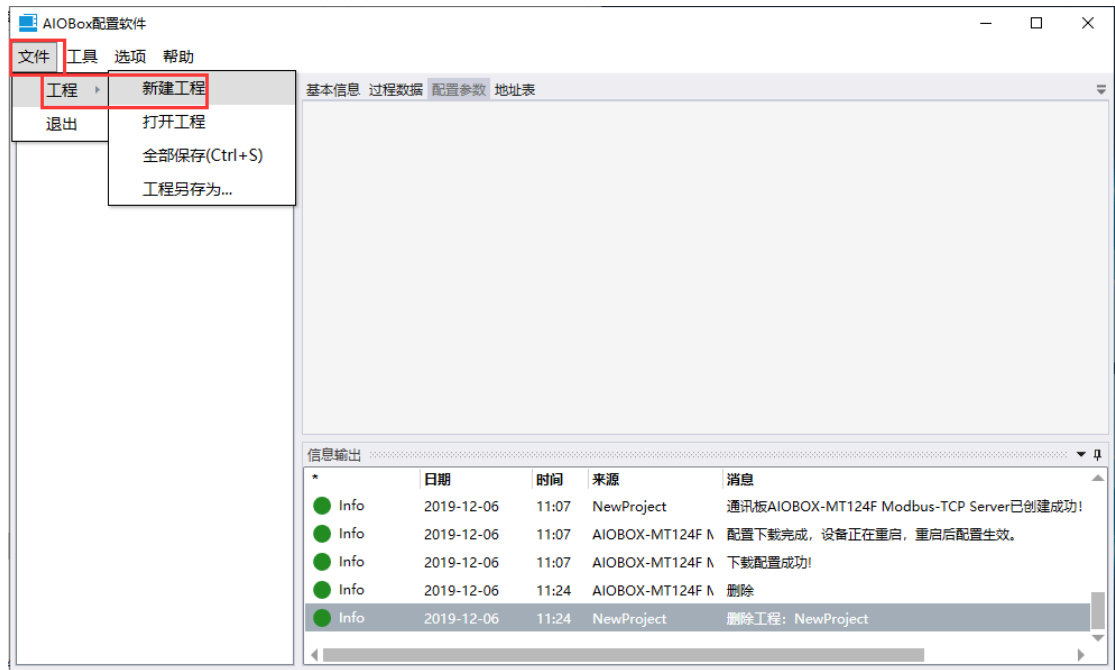 AIOBox配置软件
文件 工具 选项 帮助
工程 新建工程
退出 打开工程
全部保存(Ctrl+S)
工程另存为...
基本信息 过程数据 配置参数 地址表
信息输出
* 日期 时间 来源 消息
Info 2019-12-06 11:07 NewProject 通讯板AIOBOX-MT124F Modbus-TCP Server已创建成功!
Info 2019-12-06 11:07 AIOBOX-MT124F 配置下载完成，设备正在重启，重启后配置生效。
Info 2019-12-06 11:07 AIOBOX-MT124F 下载配置成功!
Info 2019-12-06 11:24 AIOBOX-MT124F 删除
Info 2019-12-06 11:24 NewProject 删除工程：NewProject